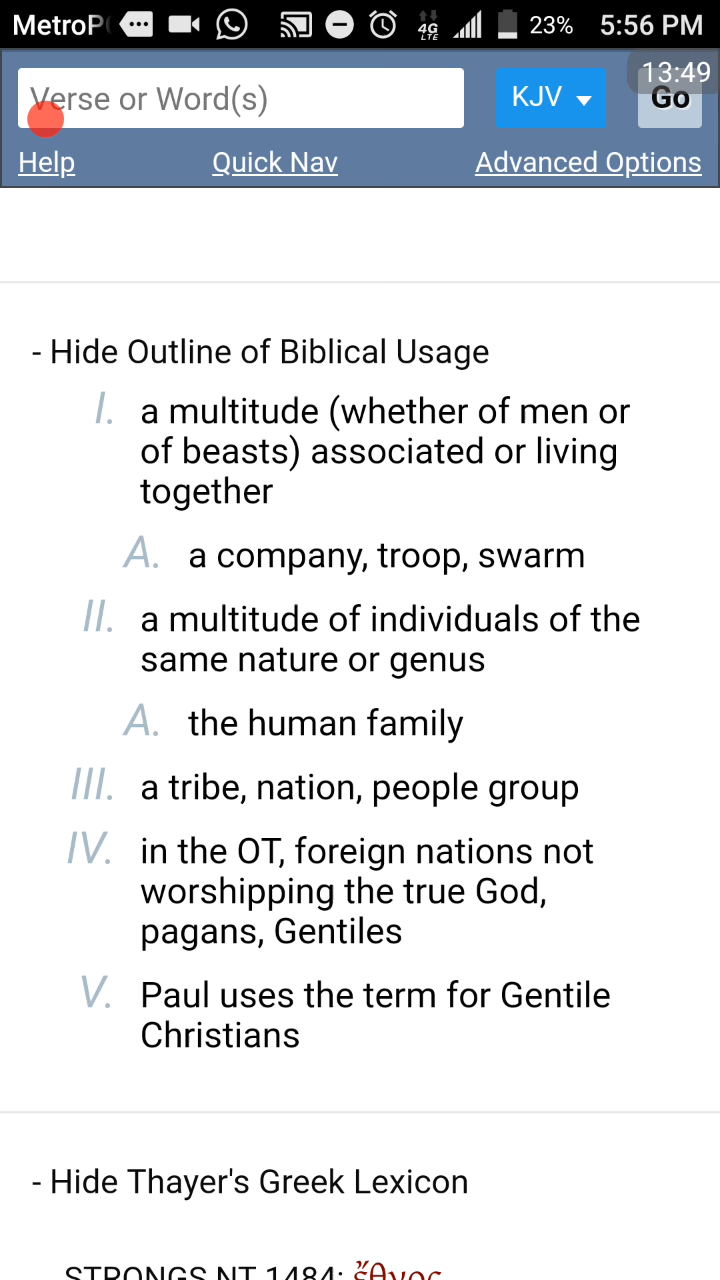 MetroP 4G LTE 23% 5:56 PM
13:49
Verse or Word(s) KJV Go
Help Quick Nav Advanced Options
- Hide Outline of Biblical Usage
I. a multitude (whether of men or
of beasts) associated or living
together
A. a company, troop, swarm
II. a multitude of individuals of the
same nature or genus
A. the human family
III. a tribe, nation, people group
IV. in the OT, foreign nations not
worshipping the true God,
pagans, Gentiles
V. Paul uses the term for Gentile
Christians
- Hide Thayer's Greek Lexicon
STRONGS NT 1484: ἔθνος